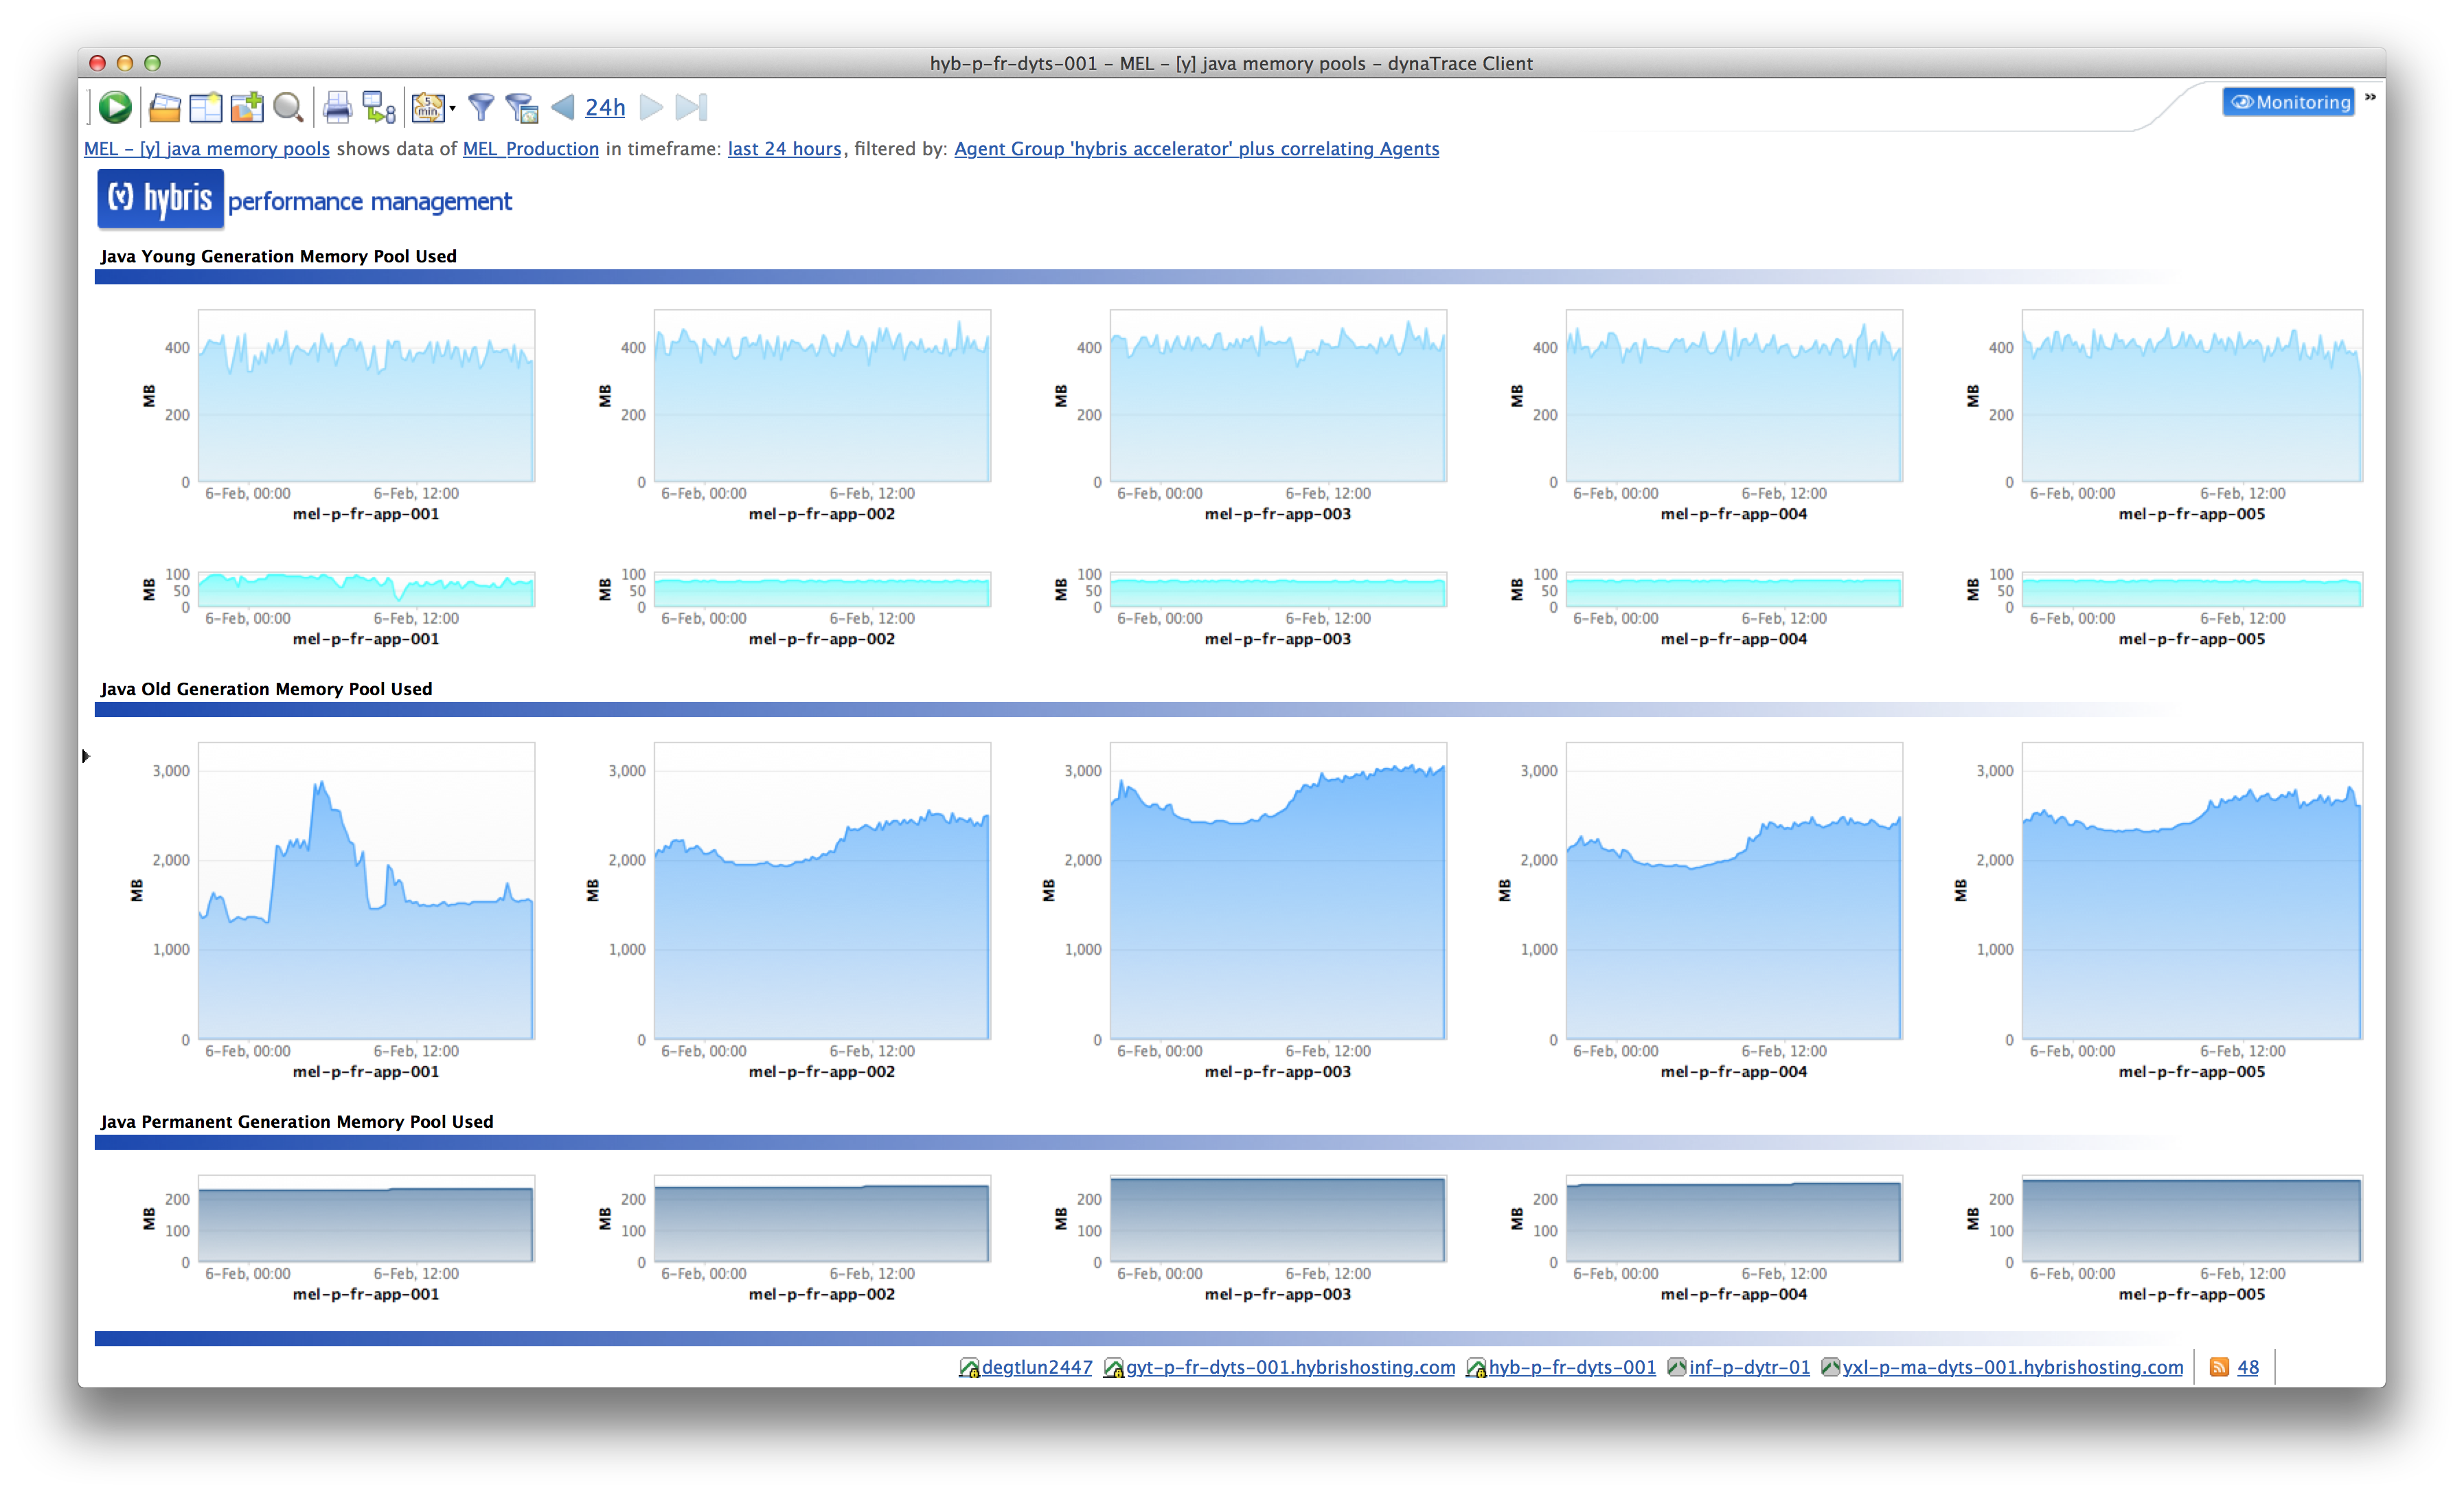 hyb-p-fr-dyts-001 – MEL – [y] java memory pools – dynaTrace Client
5 min 24h Monitoring »
MEL – [y] java memory pools shows data of MEL_Production in timeframe: last 24 hours, filtered by: Agent Group 'hybris accelerator' plus correlating Agents
(y) hybris performance management
Java Young Generation Memory Pool Used
400 400 400 400 400
MB MB MB MB MB
200 200 200 200 200
0 0 0 0 0
6-Feb, 00:00 6-Feb, 12:00 6-Feb, 00:00 6-Feb, 12:00 6-Feb, 00:00 6-Feb, 12:00 6-Feb, 00:00 6-Feb, 12:00 6-Feb, 00:00 6-Feb, 12:00
mel-p-fr-app-001 mel-p-fr-app-002 mel-p-fr-app-003 mel-p-fr-app-004 mel-p-fr-app-005
100 100 100 100 100
MB 50 MB 50 MB 50 MB 50 MB 50
0 0 0 0 0
6-Feb, 00:00 6-Feb, 12:00 6-Feb, 00:00 6-Feb, 12:00 6-Feb, 00:00 6-Feb, 12:00 6-Feb, 00:00 6-Feb, 12:00 6-Feb, 00:00 6-Feb, 12:00
mel-p-fr-app-001 mel-p-fr-app-002 mel-p-fr-app-003 mel-p-fr-app-004 mel-p-fr-app-005
Java Old Generation Memory Pool Used
3,000 3,000 3,000 3,000 3,000
2,000 2,000 2,000 2,000 2,000
MB MB MB MB MB
1,000 1,000 1,000 1,000 1,000
0 0 0 0 0
6-Feb, 00:00 6-Feb, 12:00 6-Feb, 00:00 6-Feb, 12:00 6-Feb, 00:00 6-Feb, 12:00 6-Feb, 00:00 6-Feb, 12:00 6-Feb, 00:00 6-Feb, 12:00
mel-p-fr-app-001 mel-p-fr-app-002 mel-p-fr-app-003 mel-p-fr-app-004 mel-p-fr-app-005
Java Permanent Generation Memory Pool Used
200 200 200 200 200
MB MB MB MB MB
100 100 100 100 100
0 0 0 0 0
6-Feb, 00:00 6-Feb, 12:00 6-Feb, 00:00 6-Feb, 12:00 6-Feb, 00:00 6-Feb, 12:00 6-Feb, 00:00 6-Feb, 12:00 6-Feb, 00:00 6-Feb, 12:00
mel-p-fr-app-001 mel-p-fr-app-002 mel-p-fr-app-003 mel-p-fr-app-004 mel-p-fr-app-005
degtlun2447 gyt-p-fr-dyts-001.hybrishosting.com hyb-p-fr-dyts-001 inf-p-dytr-01 yxl-p-ma-dyts-001.hybrishosting.com 48